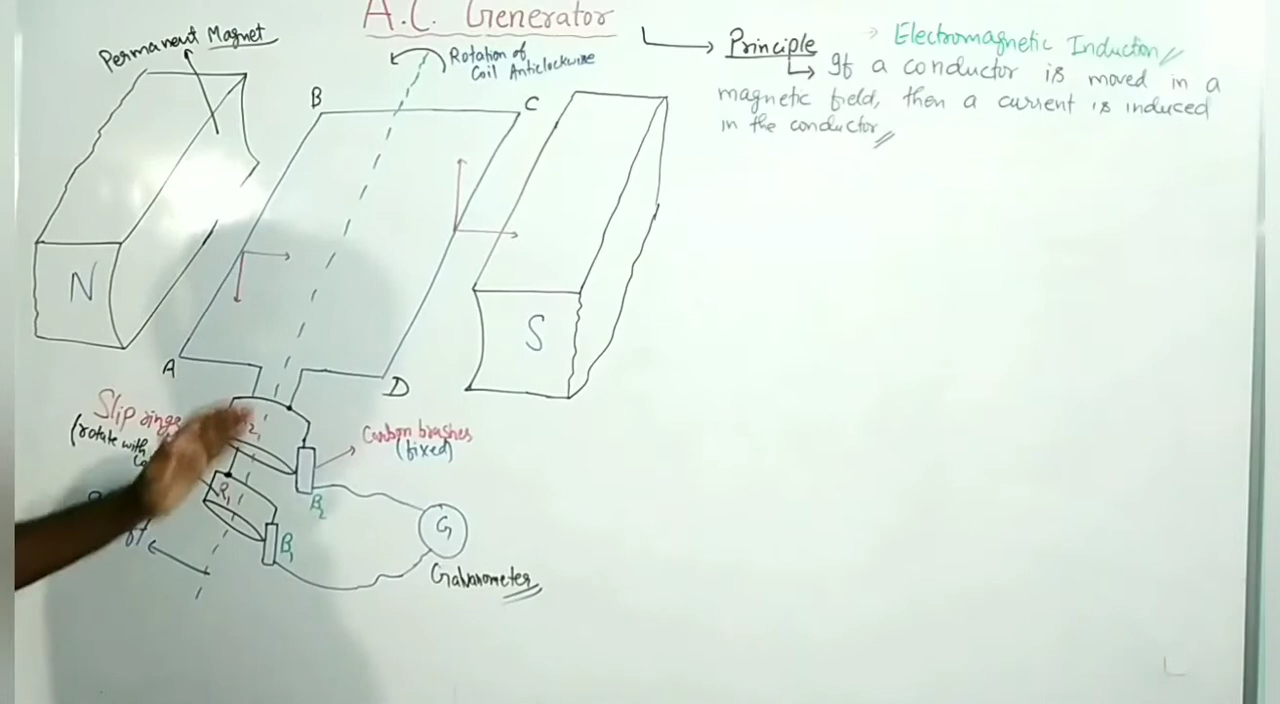 A.C. Generator
Permanent Magnet
Rotation of
Coil Anticlockwise
Principle
Electromagnetic Induction
If a conductor is moved in a
magnetic field, then a current is induced
in the conductor
B
C
N
S
A
D
Slip rings
(rotate with
Carbon brushes
(fixed)
R2
R1
B2
B1
G
Galvanometer